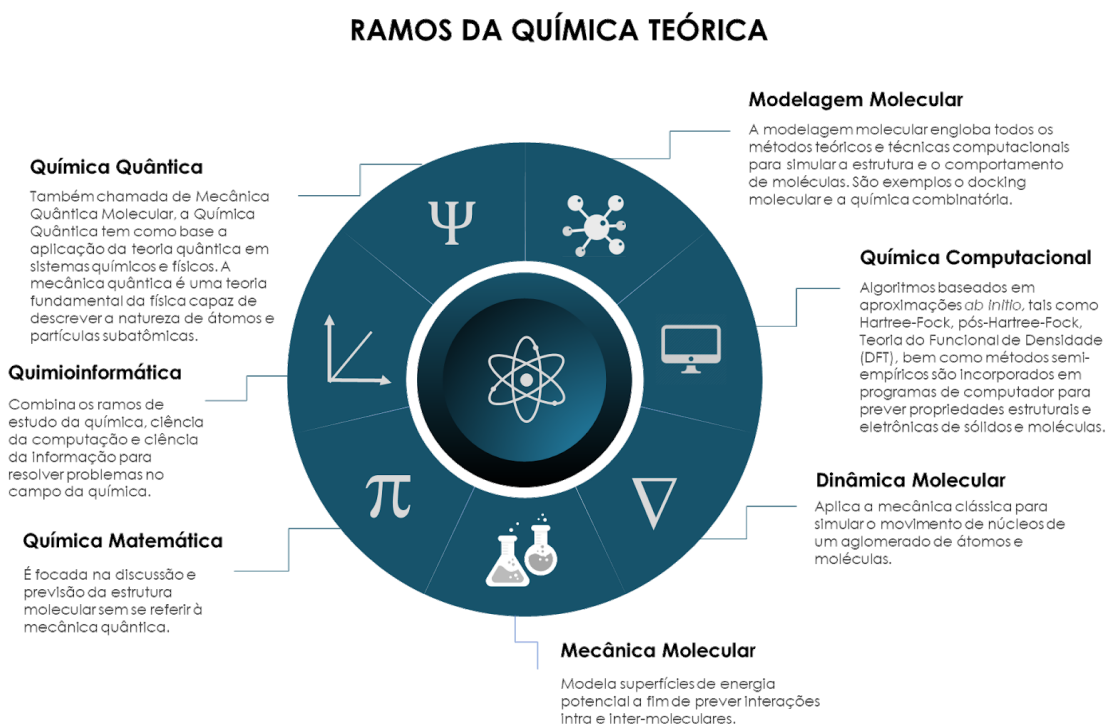 RAMOS DA QUÍMICA TEÓRICA
Modelagem Molecular
A modelagem molecular engloba todos os
métodos teóricos e técnicas computacionais
para simular a estrutura e o comportamento
de moléculas. São exemplos o docking
molecular e a química combinatória.
Química Quântica
Também chamada de Mecânica
Quântica Molecular, a Química
Quântica tem como base a
aplicação da teoria quântica em
sistemas químicos e físicos. A
mecânica quântica é uma teoria
fundamental da física capaz de
descrever a natureza de átomos e
partículas subatômicas.
Química Computacional
Algoritmos baseados em
aproximações ab initio, tais como
Hartree-Fock, pós-Hartree-Fock,
Teoria do Funcional de Densidade
(DFT), bem como métodos semi-
empíricos são incorporados em
programas de computador para
prever propriedades estruturais e
eletrônicas de sólidos e moléculas.
Quimioinformática
Combina os ramos de
estudo da química, ciência
da computação e ciência
da informação para
resolver problemas no
campo da química.
Dinâmica Molecular
Aplica a mecânica clássica para
simular o movimento de núcleos de
um aglomerado de átomos e
moléculas.
Química Matemática
É focada na discussão e
previsão da estrutura
molecular sem se referir à
mecânica quântica.
Mecânica Molecular
Modela superfícies de energia
potencial a fim de prever interações
intra e inter-moleculares.
Ψ
π
∇